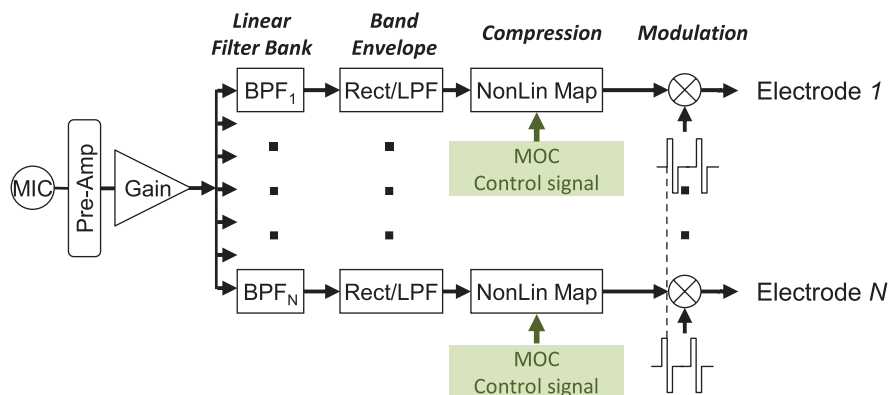 Linear
Filter Bank
Band
Envelope
Compression
Modulation
BPF1
Rect/LPF
NonLin Map
Electrode 1
MOC
Control signal
MIC
Pre-Amp
Gain
BPFN
Rect/LPF
NonLin Map
Electrode N
MOC
Control signal